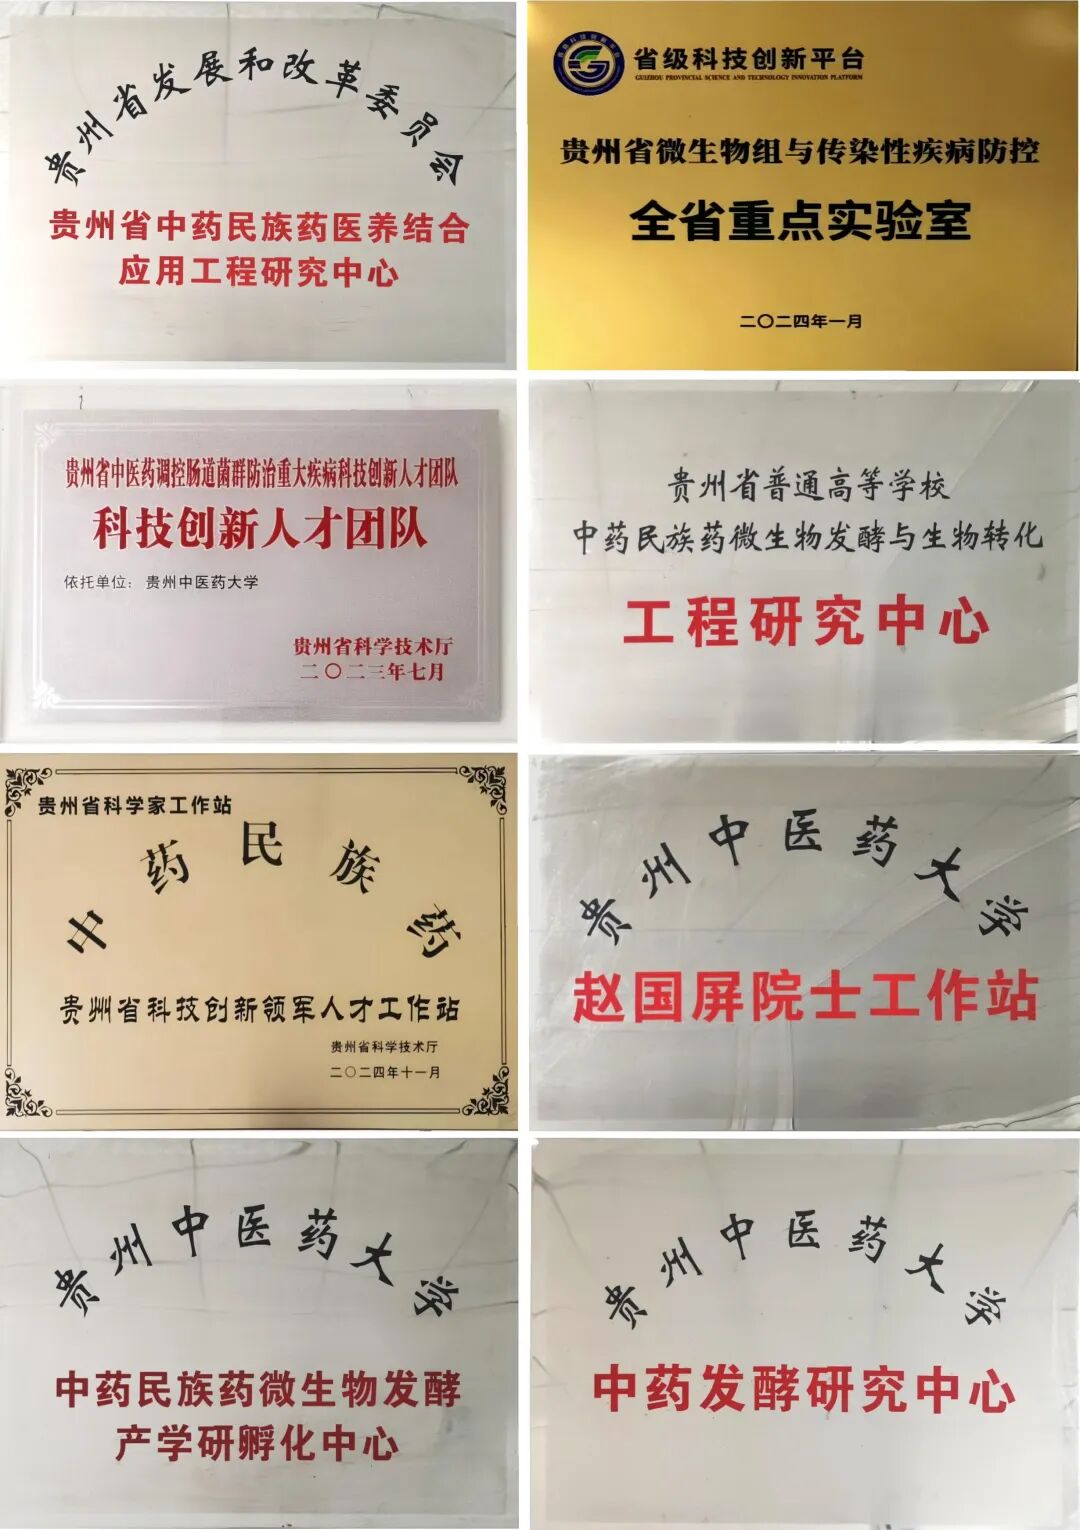 贵州省发展和改革委员会
贵州省中药民族药医养结合
应用工程研究中心
省级科技创新平台
GUIZHOU PROVINCIAL SCIENCE AND TECHNOLOGY INNOVATION PLATFORM
贵州省微生物组与传染性疾病防控
全省重点实验室
二〇二四年一月
贵州省中医药调控肠道菌群防治重大疾病科技创新人才团队
科技创新人才团队
依托单位：贵州中医药大学
贵州省科学技术厅
二〇二三年七月
贵州省普通高等学校
中药民族药微生物发酵与生物转化
工程研究中心
贵州省科学家工作站
中药民族药
贵州省科技创新领军人才工作站
贵州省科学技术厅
二〇二四年十一月
贵州中医药大学
赵国屏院士工作站
贵州中医药大学
中药民族药微生物发酵
产学研孵化中心
贵州中医药大学
中药发酵研究中心